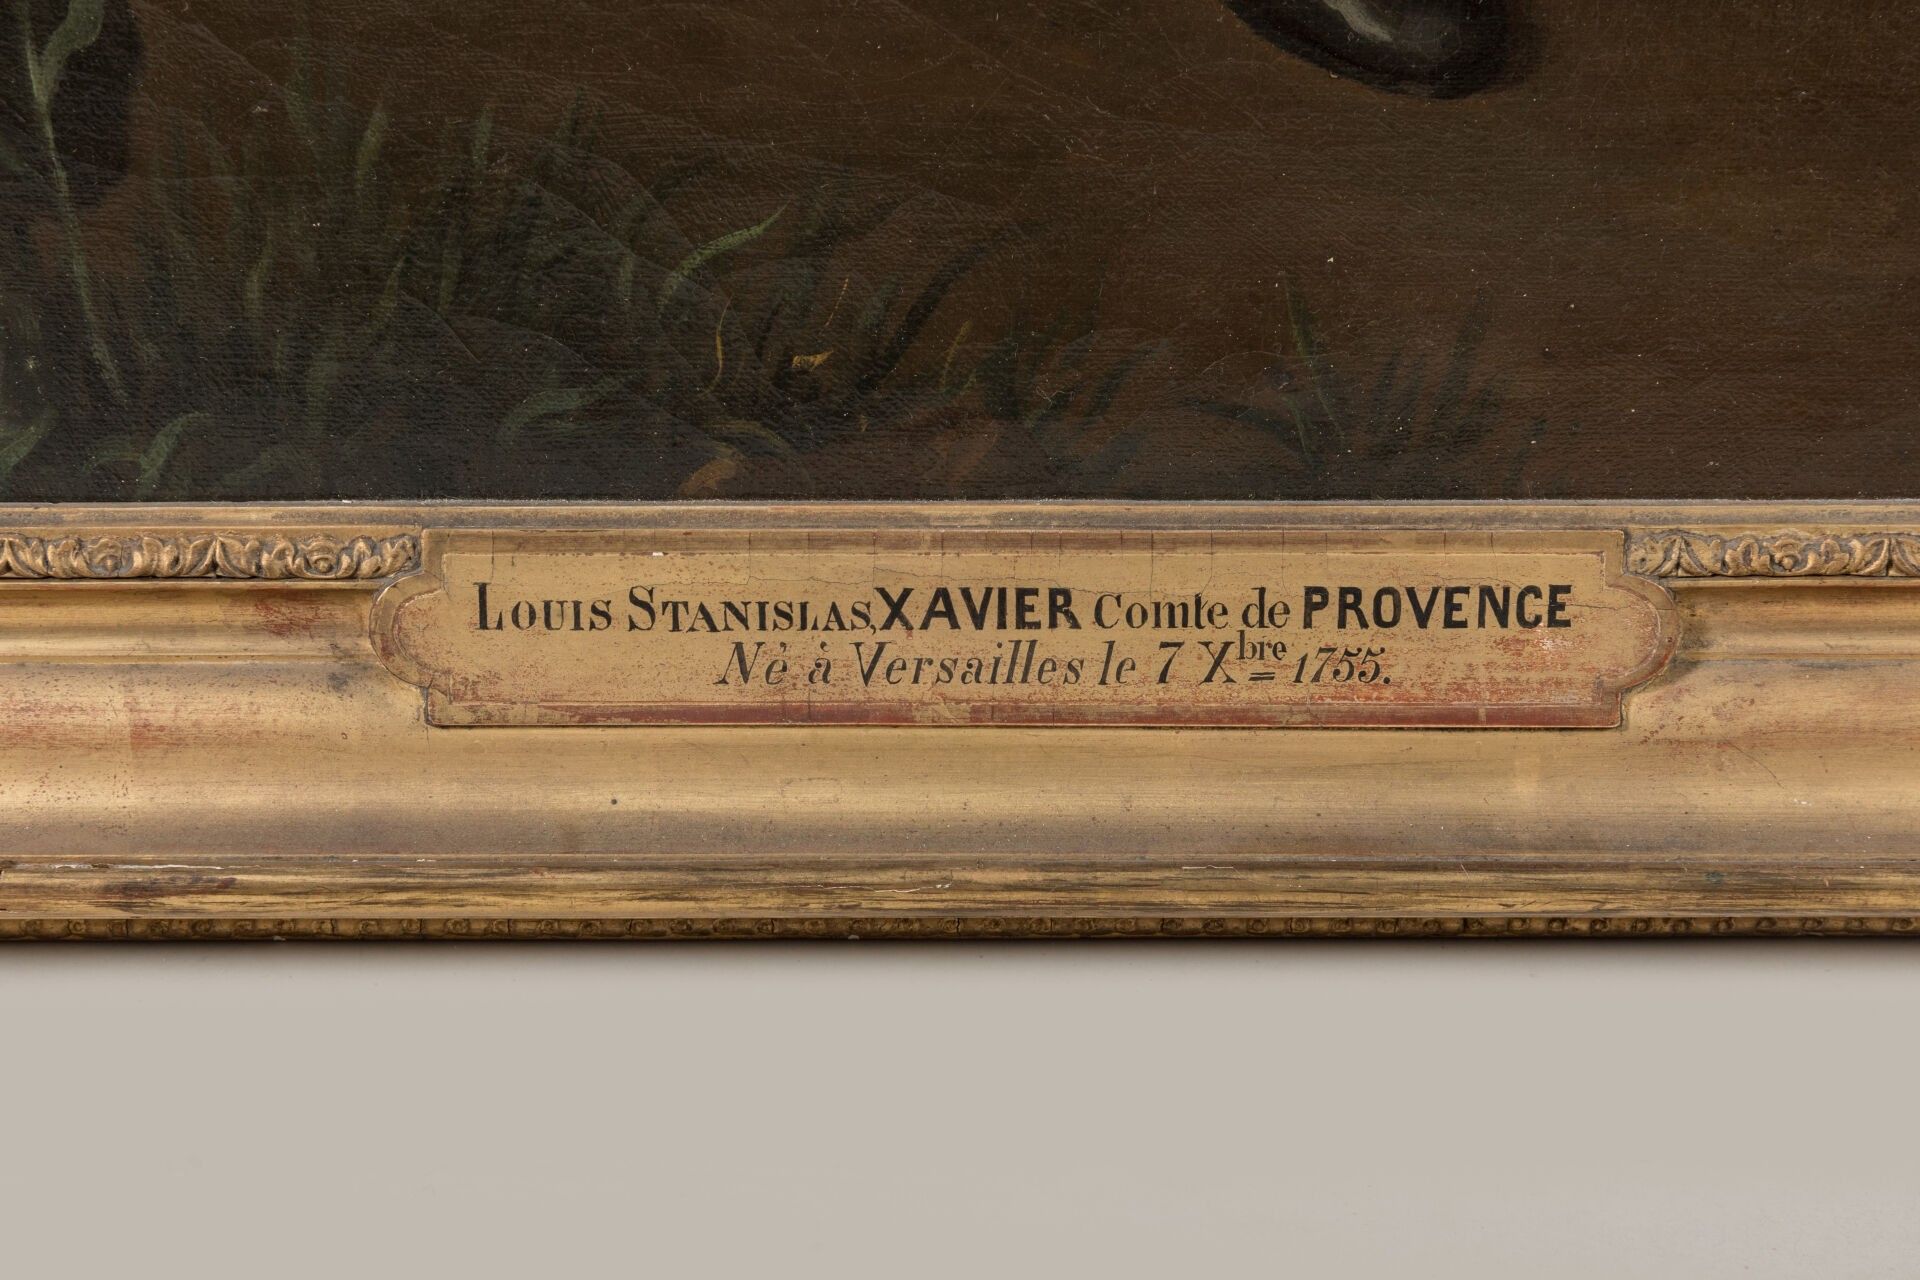 LOUIS STANISLAS, XAVIER Comte de PROVENCE
Né à Versailles le 7 Xbre 1755.